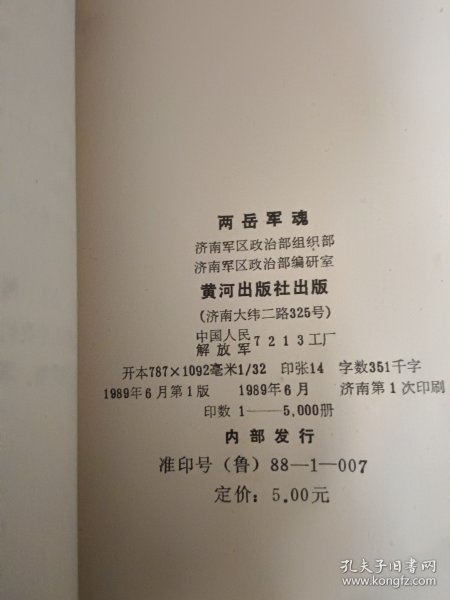 两岳军魂
济南军区政治部组织部
济南军区政治部编研室
黄河出版社出版
(济南大纬二路325号)
中国人民
解放军 7213工厂
开本787×1092毫米1/32 印张14 字数351千字
1989年6月第1版 1989年6月 济南第1次印刷
印数 1——5,000册
内部发行
准印号(鲁)88—1—007
定价:5.00元
孔夫子旧书网
www.kongfz.com